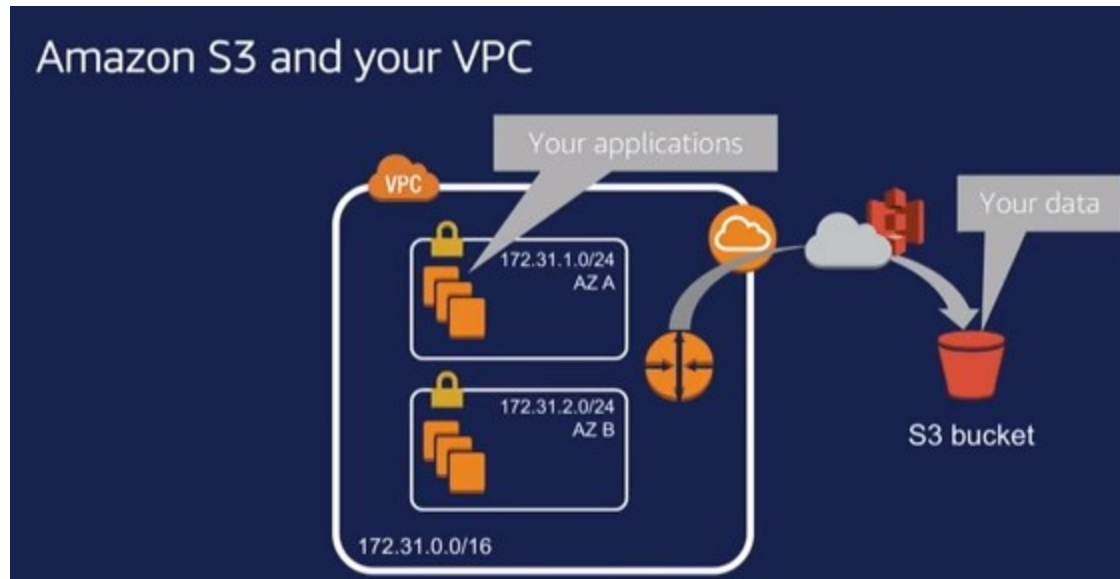 Amazon S3 and your VPC
Your applications
VPC
Your data
172.31.1.0/24
AZ A
172.31.2.0/24
AZ B
S3 bucket
172.31.0.0/16